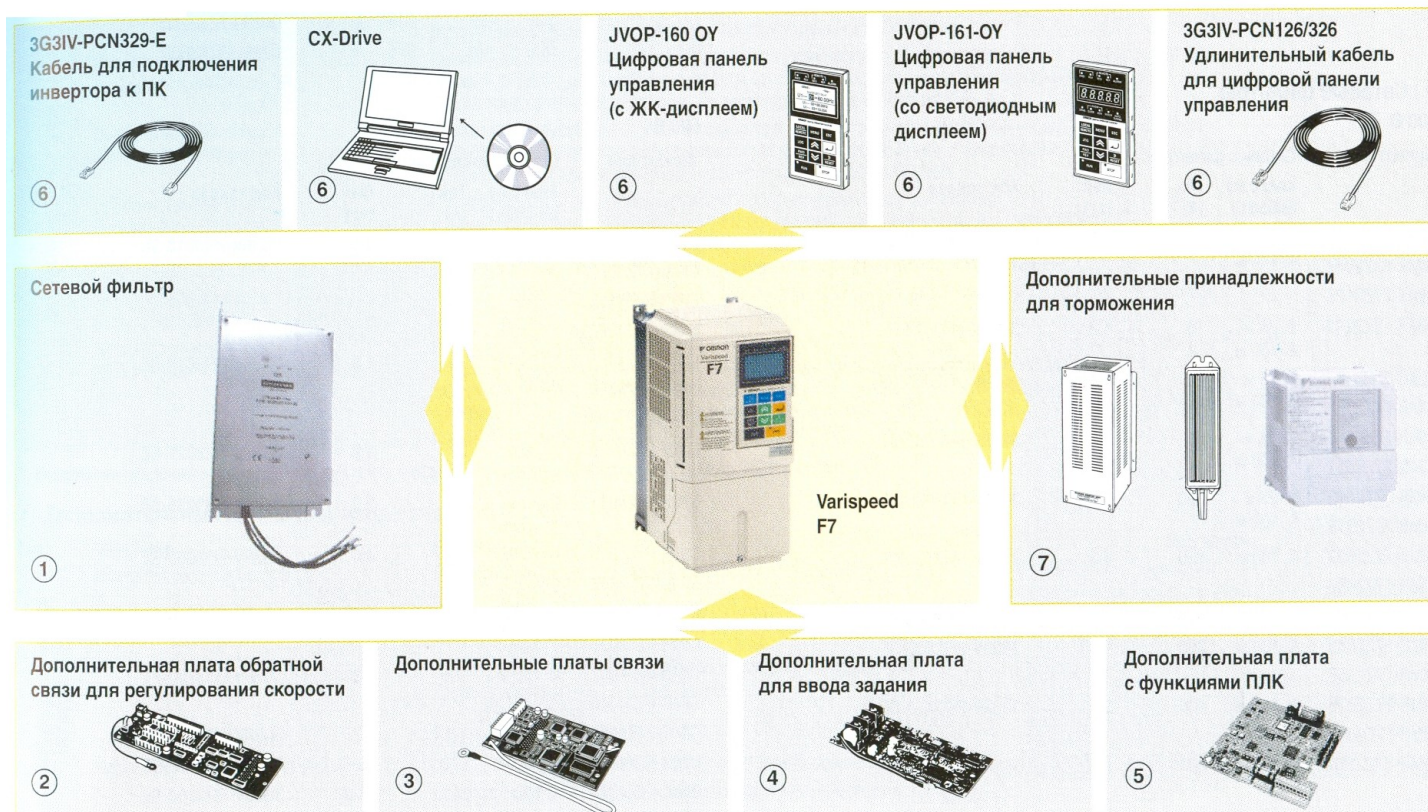 3G3IV-PCN329-E
Кабель для подключения
инвертора к ПК
6
CX-Drive
6
JVOP-160 OY
Цифровая панель
управления
(с ЖК-дисплеем)
6
JVOP-161-OY
Цифровая панель
управления
(со светодиодным
дисплеем)
6
3G3IV-PCN126/326
Удлинительный кабель
для цифровой панели
управления
6
Сетевой фильтр
1
OMRON
Varispeed
F7
Varispeed
F7
Дополнительные принадлежности
для торможения
7
Дополнительная плата обратной
связи для регулирования скорости
2
Дополнительные платы связи
3
Дополнительная плата
для ввода задания
4
Дополнительная плата
с функциями ПЛК
5